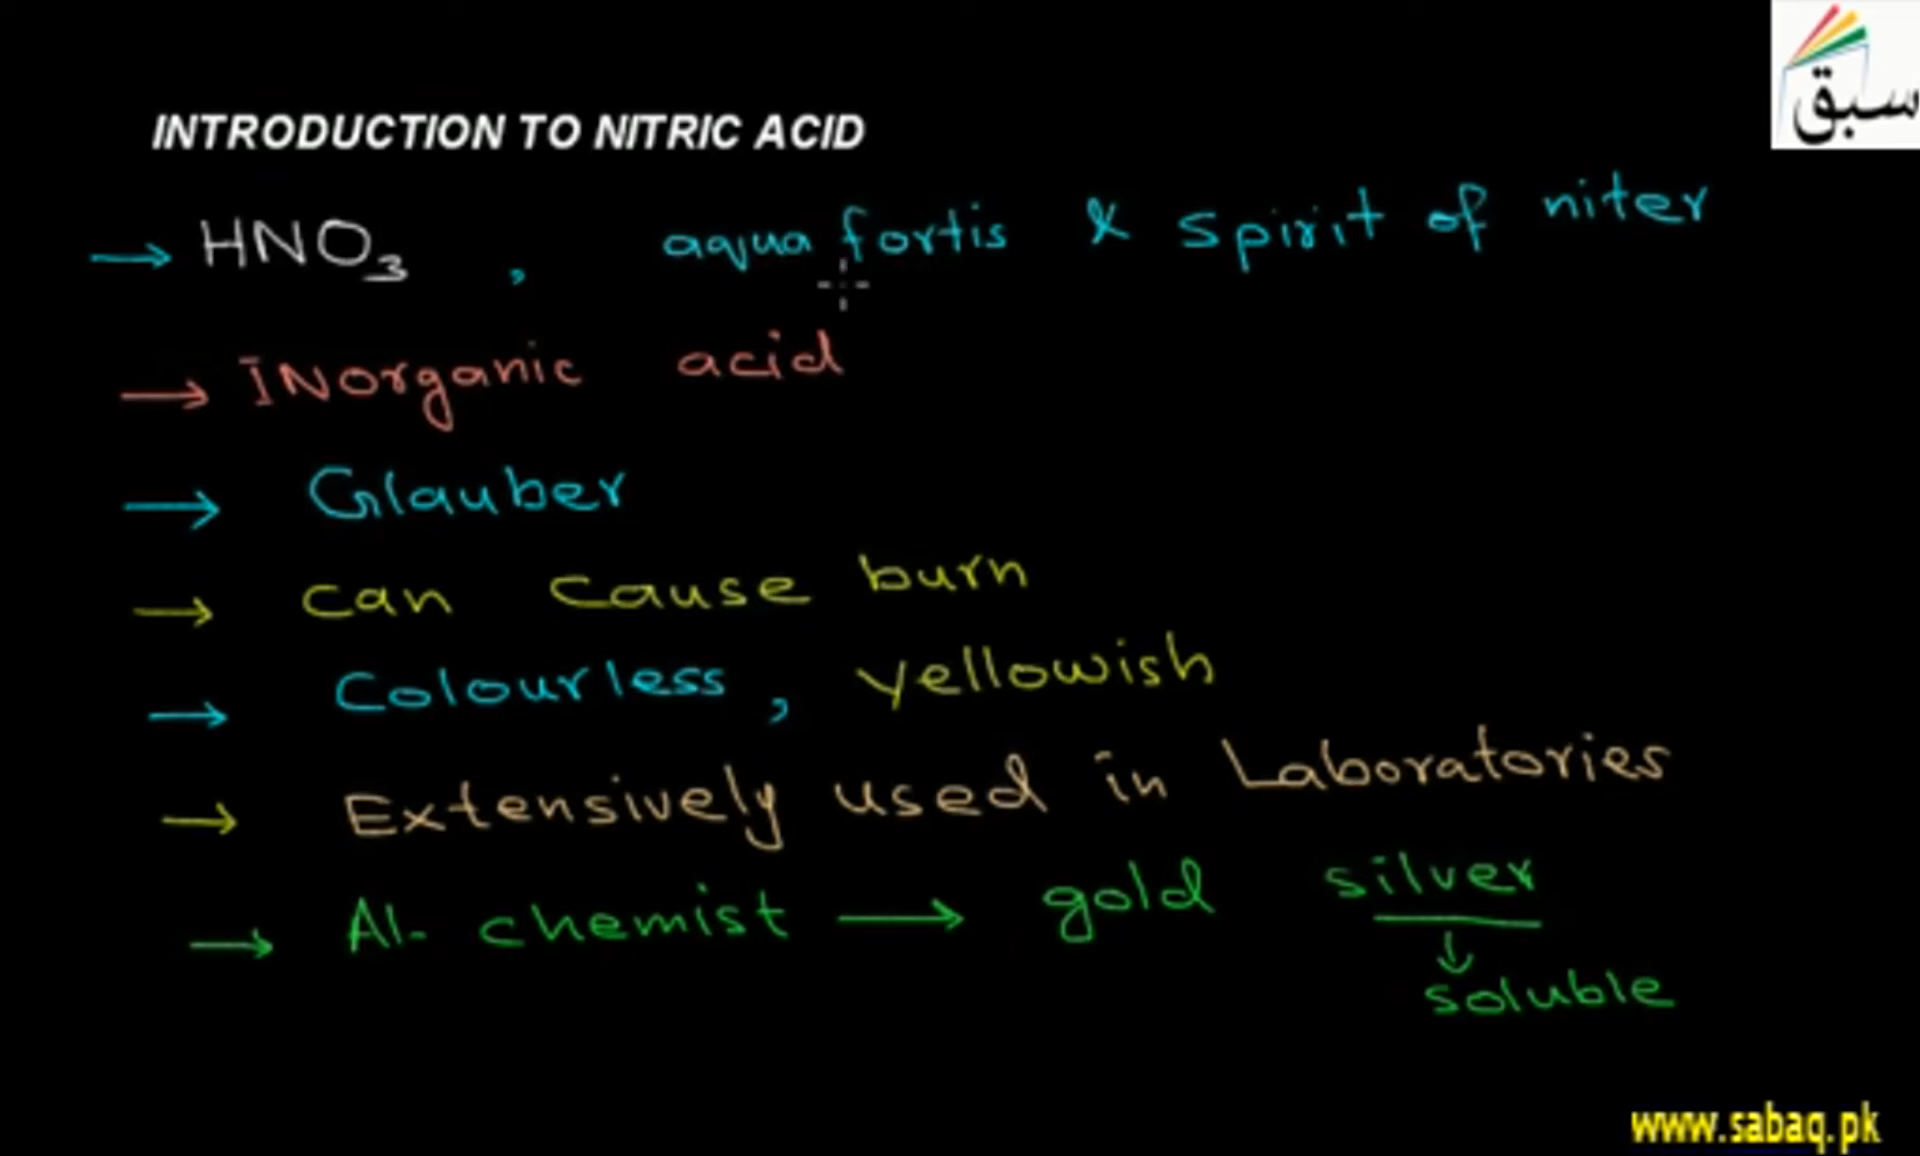 سبق
INTRODUCTION TO NITRIC ACID
→ HNO₃ , aqua fortis & spirit of niter
→ INorganic acid
→ Glauber
→ can cause burn
→ Colourless , yellowish
→ Extensively used in Laboratories
→ Al- chemist → gold silver
↓
soluble
www.sabaq.pk